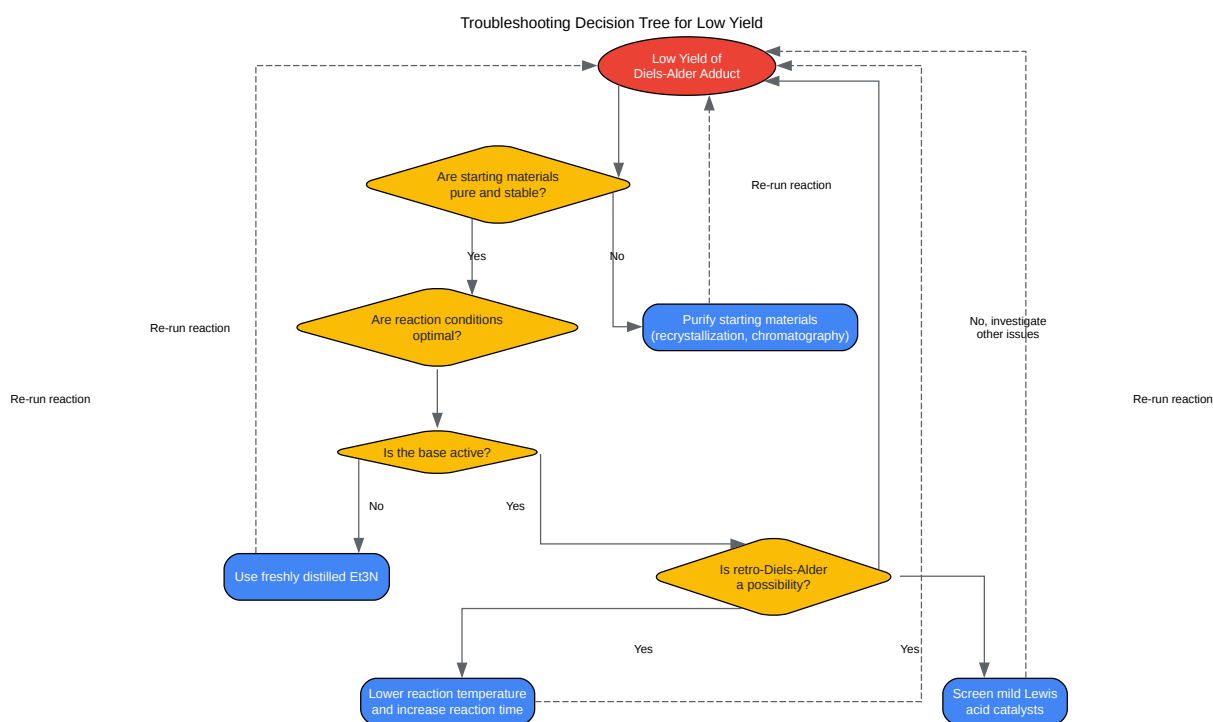 Troubleshooting Decision Tree for Low Yield
Low Yield of
Diels-Alder Adduct
Are starting materials
pure and stable?
Re-run reaction
Yes
No
Are reaction conditions
optimal?
Purify starting materials
(recrystallization, chromatography)
Re-run reaction
No, investigate
other issues
Re-run reaction
Re-run reaction
Is the base active?
No
Yes
Use freshly distilled Et3N
Is retro-Diels-Alder
a possibility?
Yes
Yes
Lower reaction temperature
and increase reaction time
Screen mild Lewis
acid catalysts